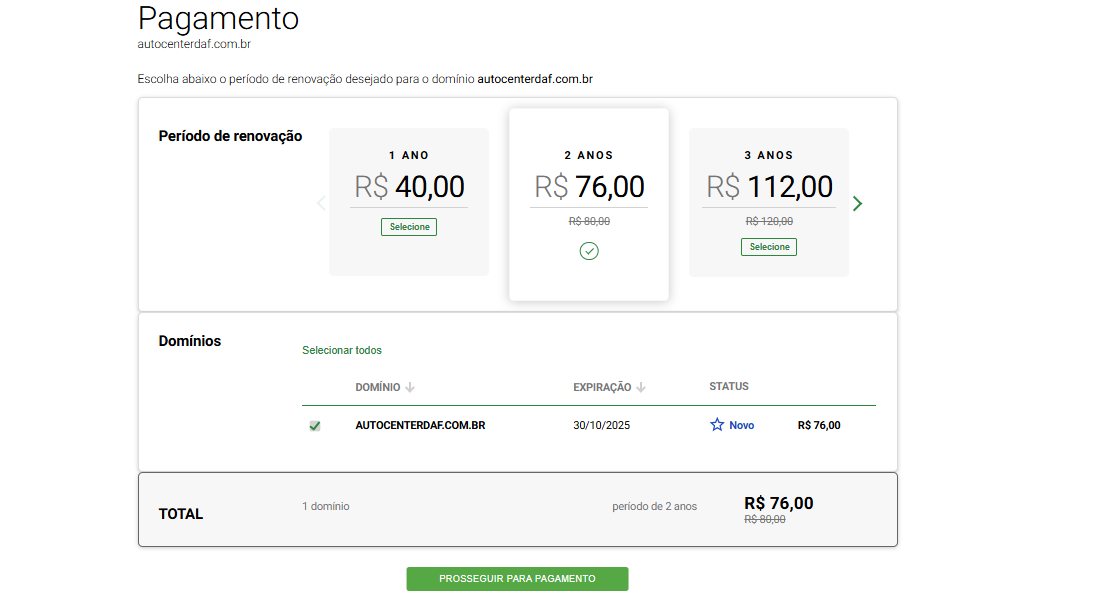 Pagamento
autocenterdaf.com.br
Escolha abaixo o período de renovação desejado para o domínio autocenterdaf.com.br
Período de renovação
1 ANO
R$ 40,00
Selecione
2 ANOS
R$ 76,00
R$ 80,00
3 ANOS
R$ 112,00
R$ 120,00
Selecione
Domínios
Selecionar todos
DOMÍNIO EXPIRAÇÃO STATUS
AUTOCENTERDAF.COM.BR 30/10/2025 Novo R$ 76,00
TOTAL 1 domínio período de 2 anos R$ 76,00
R$ 80,00
PROSSEGUIR PARA PAGAMENTO